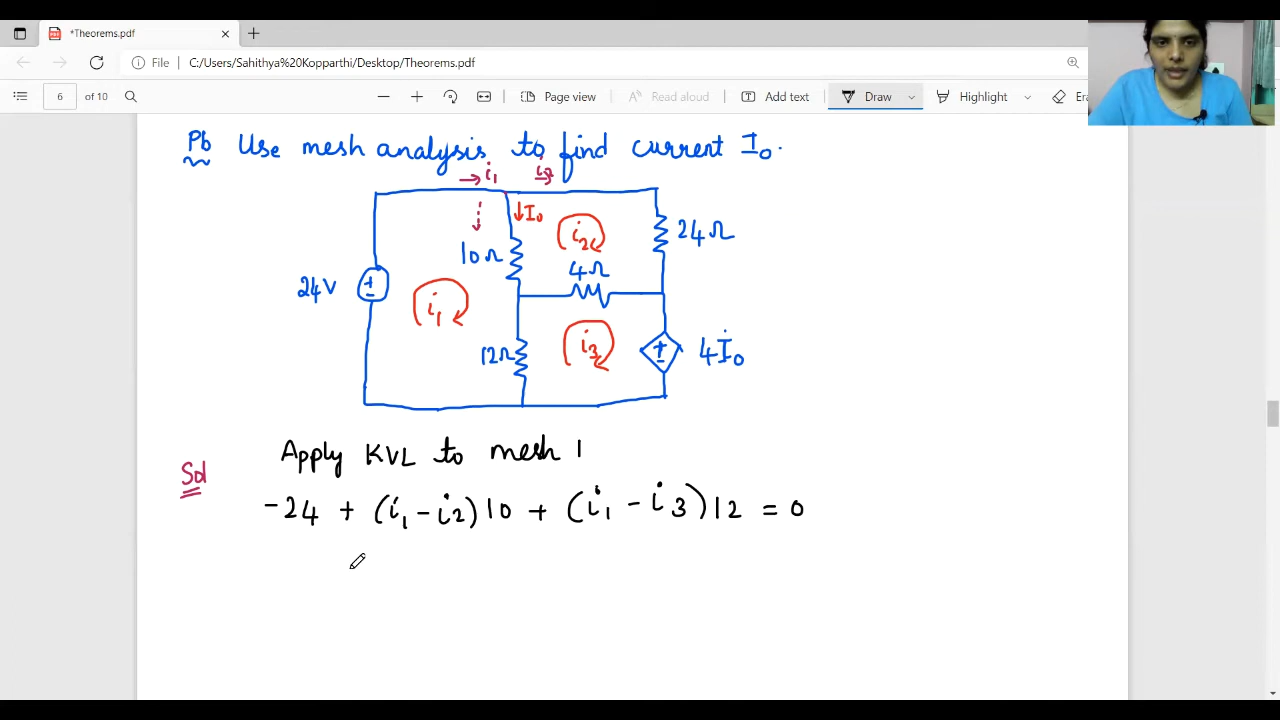 *Theorems.pdf
File C:/Users/Sahithya%20Kopparthi/Desktop/Theorems.pdf
6 of 10 Page view Read aloud Add text Draw Highlight Era
Pb Use mesh analysis to find current I₀.
i₁ i₂
I₀
10Ω i₂ 24Ω
4Ω
24V + - i₁
12Ω i₃ + - 4I₀
Sol Apply KVL to mesh 1
-24 + (i₁ - i₂)10 + (i₁ - i₃)12 = 0